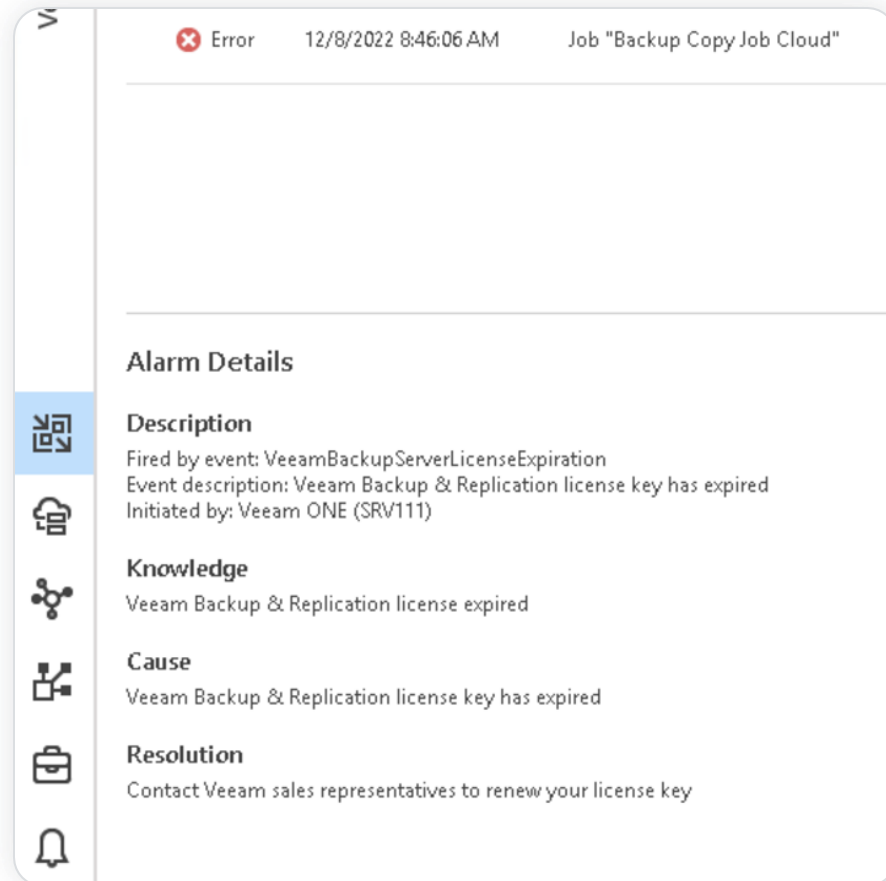 Error 12/8/2022 8:46:06 AM Job "Backup Copy Job Cloud"
Alarm Details
Description
Fired by event: VeeamBackupServerLicenseExpiration
Event description: Veeam Backup & Replication license key has expired
Initiated by: Veeam ONE (SRV111)
Knowledge
Veeam Backup & Replication license expired
Cause
Veeam Backup & Replication license key has expired
Resolution
Contact Veeam sales representatives to renew your license key